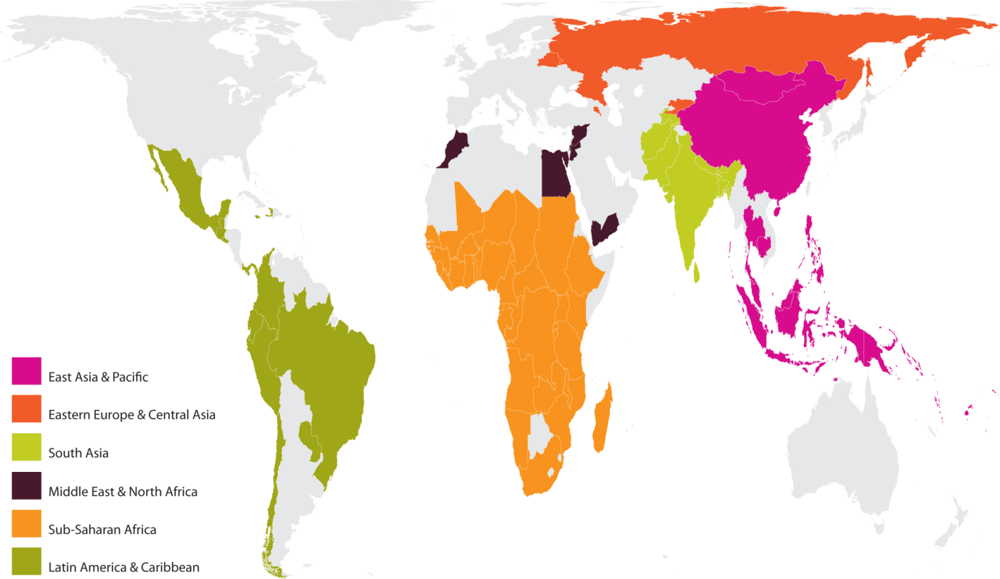 East Asia & Pacific
Eastern Europe & Central Asia
South Asia
Middle East & North Africa
Sub-Saharan Africa
Latin America & Caribbean